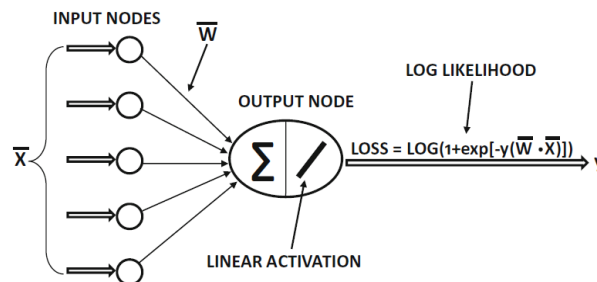 INPUT NODES
W
LOG LIKELIHOOD
OUTPUT NODE
X
LOSS = LOG(1+exp[-y(W •X)])
Σ
LINEAR ACTIVATION